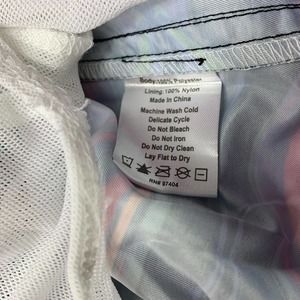 Body:100% Polyester
Lining:100% Nylon
Made in China
Machine Wash Cold
Delicate Cycle
Do Not Bleach
Do Not Iron
Do Not Dry Clean
Lay Flat to Dry
RN# 97404